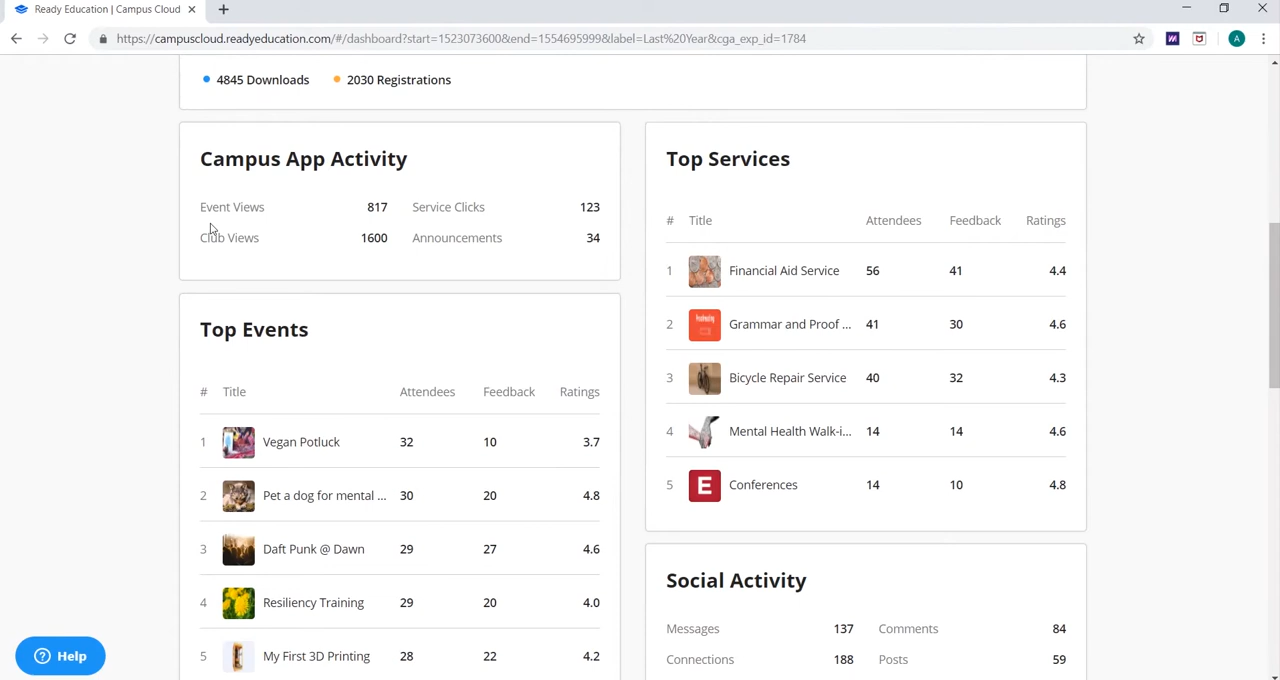 Ready Education | Campus Cloud
https://campuscloud.readyeducation.com/#/dashboard?start=1523073600&end=1554695999&label=Last%20Year&cga_exp_id=1784
A
4845 Downloads 2030 Registrations
Campus App Activity
Event Views 817 Service Clicks 123
Club Views 1600 Announcements 34
Top Events
# Title Attendees Feedback Ratings
1 Vegan Potluck 32 10 3.7
2 Pet a dog for mental ... 30 20 4.8
3 Daft Punk @ Dawn 29 27 4.6
4 Resiliency Training 29 20 4.0
5 My First 3D Printing 28 22 4.2
Top Services
# Title Attendees Feedback Ratings
1 Financial Aid Service 56 41 4.4
2 Grammar and Proof ... 41 30 4.6
3 Bicycle Repair Service 40 32 4.3
4 Mental Health Walk-i... 14 14 4.6
5 E Conferences 14 10 4.8
Social Activity
Messages 137 Comments 84
Connections 188 Posts 59
? Help